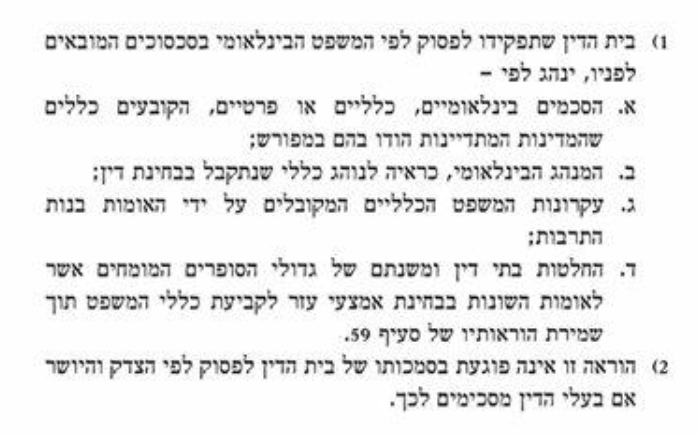 1) בית הדין שתפקידו לפסוק לפי המשפט הבינלאומי בסכסוכים המובאים
לפניו, ינהג לפי –
א. הסכמים בינלאומיים, כלליים או פרטיים, הקובעים כללים
שהמדינות המתדיינות הודו בהם במפורש;
ב. המנהג הבינלאומי, כראיה לנוהג כללי שנתקבל בבחינת דין;
ג. עקרונות המשפט הכלליים המקובלים על ידי האומות בנות
התרבות;
ד. החלטות בתי דין ומשנתם של גדולי הסופרים המומחים אשר
לאומות השונות בבחינת אמצעי עזר לקביעת כללי המשפט תוך
שמירת הוראותיו של סעיף 59.
2) הוראה זו אינה פוגעת בסמכותו של בית הדין לפסוק לפי הצדק והיושר
אם בעלי הדין מסכימים לכך.